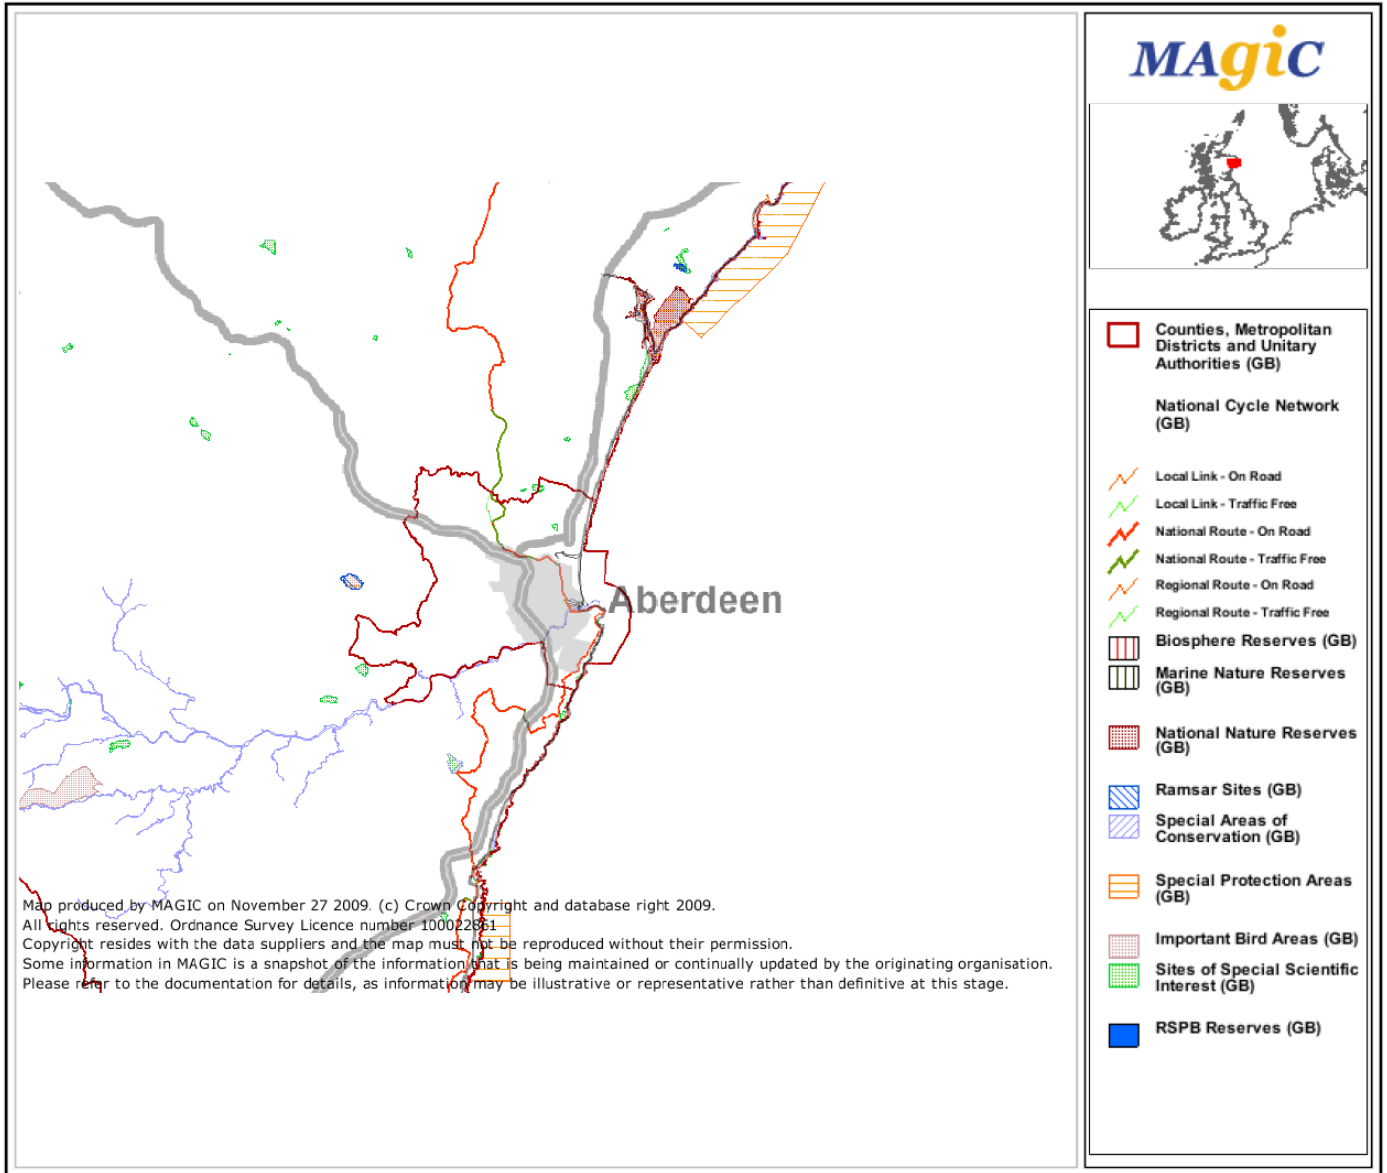 MAgiC
Aberdeen
Map produced by MAGIC on November 27 2009. (c) Crown Copyright and database right 2009.
All rights reserved. Ordnance Survey Licence number 100022861
Copyright resides with the data suppliers and the map must not be reproduced without their permission.
Some information in MAGIC is a snapshot of the information that is being maintained or continually updated by the originating organisation.
Please refer to the documentation for details, as information may be illustrative or representative rather than definitive at this stage.
Counties, Metropolitan
Districts and Unitary
Authorities (GB)
National Cycle Network
(GB)
Local Link - On Road
Local Link - Traffic Free
National Route - On Road
National Route - Traffic Free
Regional Route - On Road
Regional Route - Traffic Free
Biosphere Reserves (GB)
Marine Nature Reserves
(GB)
National Nature Reserves
(GB)
Ramsar Sites (GB)
Special Areas of
Conservation (GB)
Special Protection Areas
(GB)
Important Bird Areas (GB)
Sites of Special Scientific
Interest (GB)
RSPB Reserves (GB)